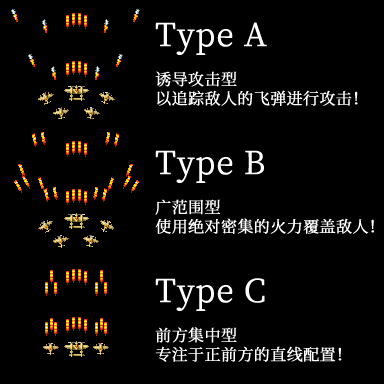 Type A
诱导攻击型
以追踪敌人的飞弹进行攻击!
Type B
广范围型
使用绝对密集的火力覆盖敌人!
Type C
前方集中型
专注于正前方的直线配置!